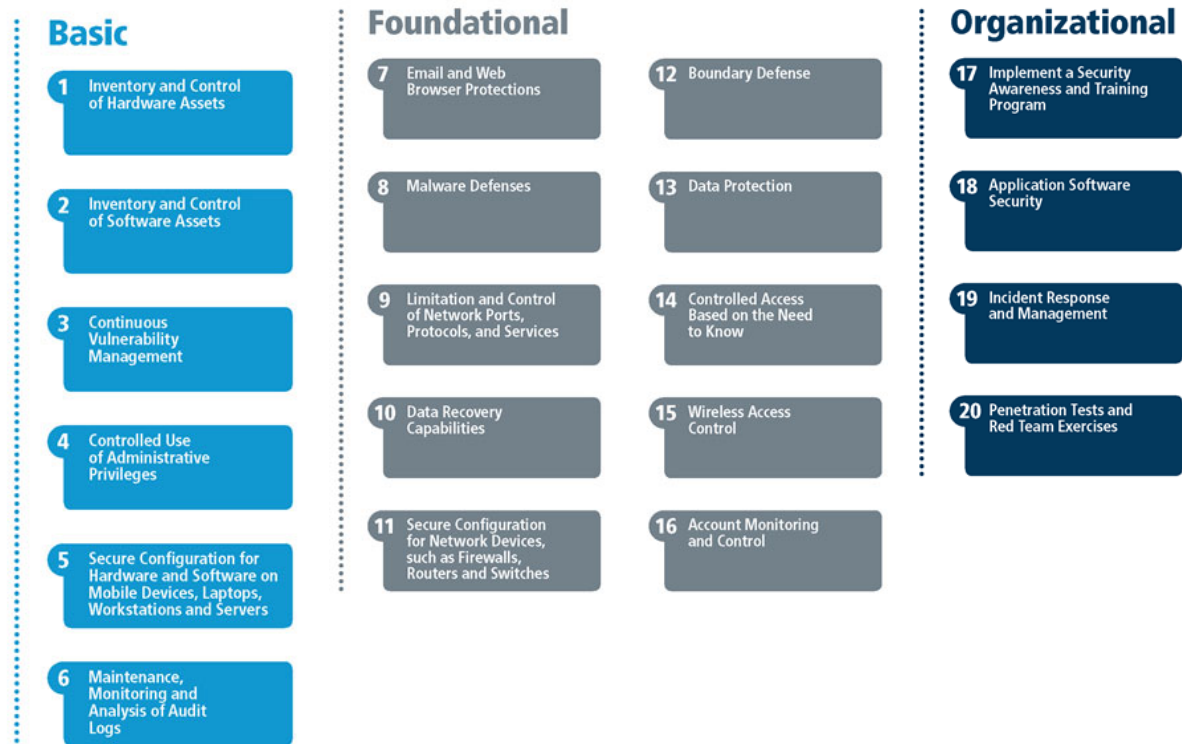 Basic
1 Inventory and Control
of Hardware Assets
2 Inventory and Control
of Software Assets
3 Continuous
Vulnerability
Management
4 Controlled Use
of Administrative
Privileges
5 Secure Configuration for
Hardware and Software on
Mobile Devices, Laptops,
Workstations and Servers
6 Maintenance,
Monitoring and
Analysis of Audit
Logs
Foundational
7 Email and Web
Browser Protections
8 Malware Defenses
9 Limitation and Control
of Network Ports,
Protocols, and Services
10 Data Recovery
Capabilities
11 Secure Configuration
for Network Devices,
such as Firewalls,
Routers and Switches
12 Boundary Defense
13 Data Protection
14 Controlled Access
Based on the Need
to Know
15 Wireless Access
Control
16 Account Monitoring
and Control
Organizational
17 Implement a Security
Awareness and Training
Program
18 Application Software
Security
19 Incident Response
and Management
20 Penetration Tests and
Red Team Exercises